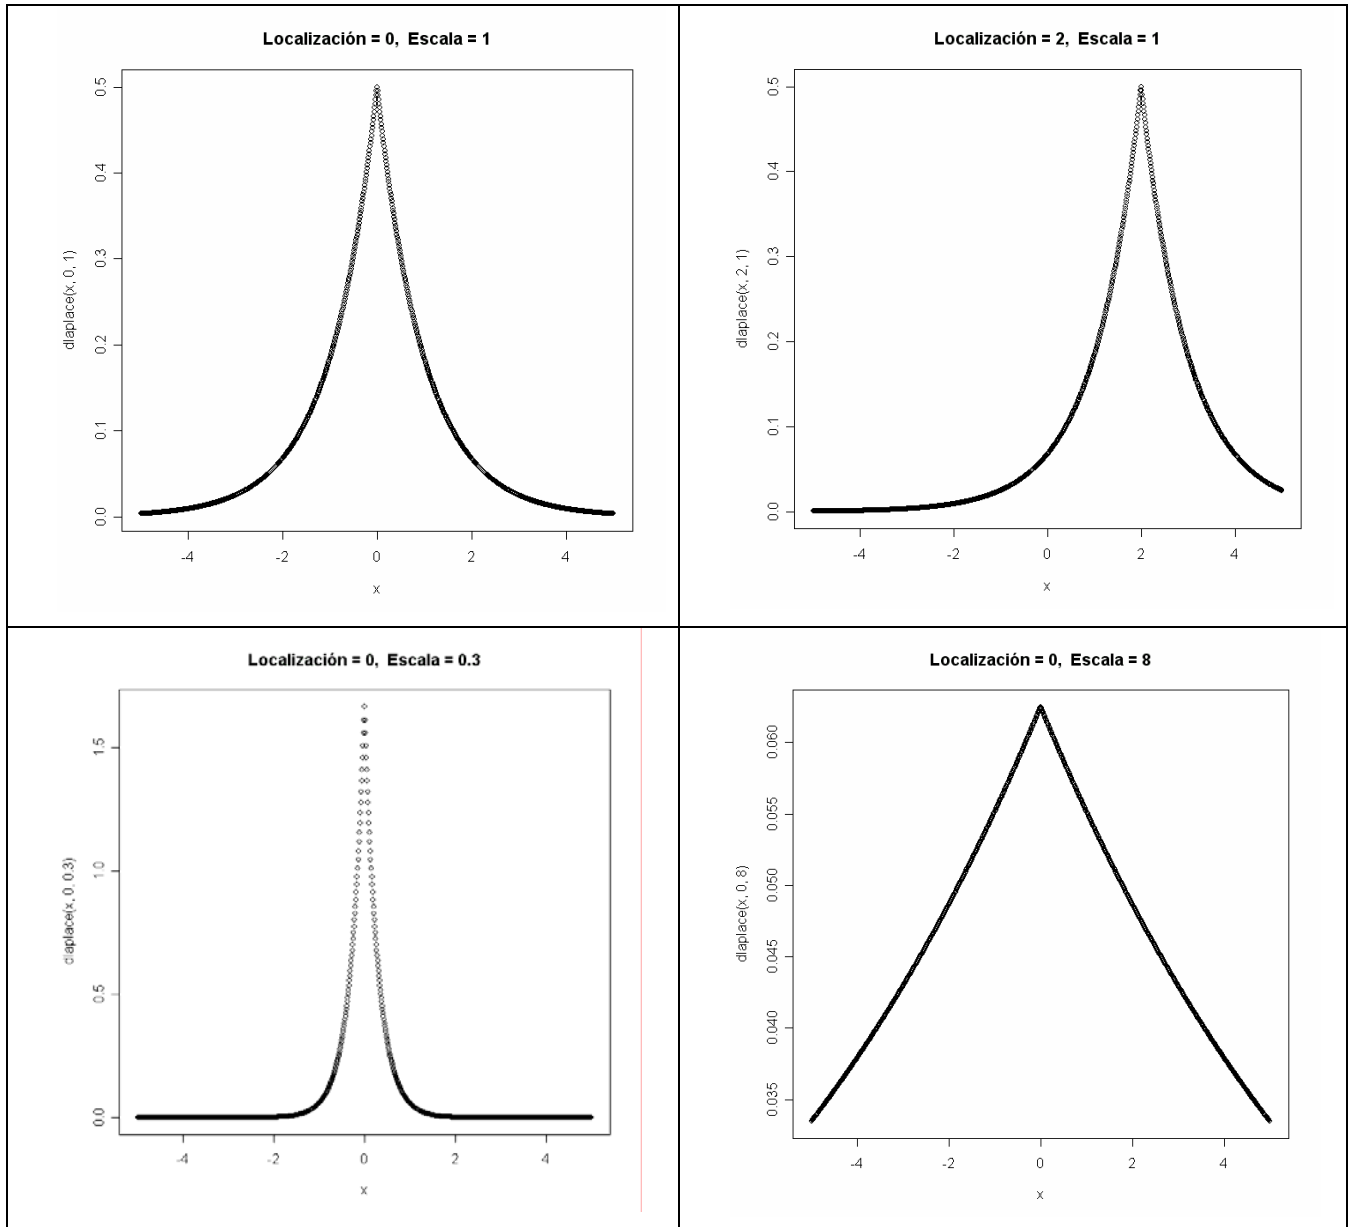 Localización = 0,  Escala = 1
dlaplace(x, 0, 1)
0.5
0.4
0.3
0.2
0.1
0.0
-4 -2 0 2 4
x
Localización = 2,  Escala = 1
dlaplace(x, 2, 1)
0.5
0.4
0.3
0.2
0.1
0.0
-4 -2 0 2 4
x
Localización = 0,  Escala = 0.3
dlaplace(x, 0, 0.3)
1.5
1.0
0.5
0.0
-4 -2 0 2 4
x
Localización = 0,  Escala = 8
dlaplace(x, 0, 8)
0.060
0.055
0.050
0.045
0.040
0.035
-4 -2 0 2 4
x